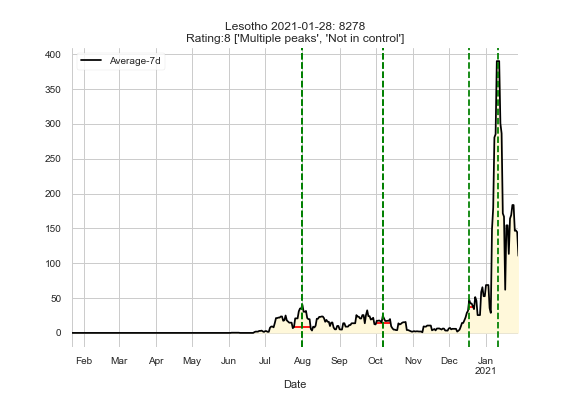 Lesotho 2021-01-28: 8278
Rating:8 ['Multiple peaks', 'Not in control']
Average-7d
400
350
300
250
200
150
100
50
0
Feb Mar Apr May Jun Jul Aug Sep Oct Nov Dec Jan
2021
Date